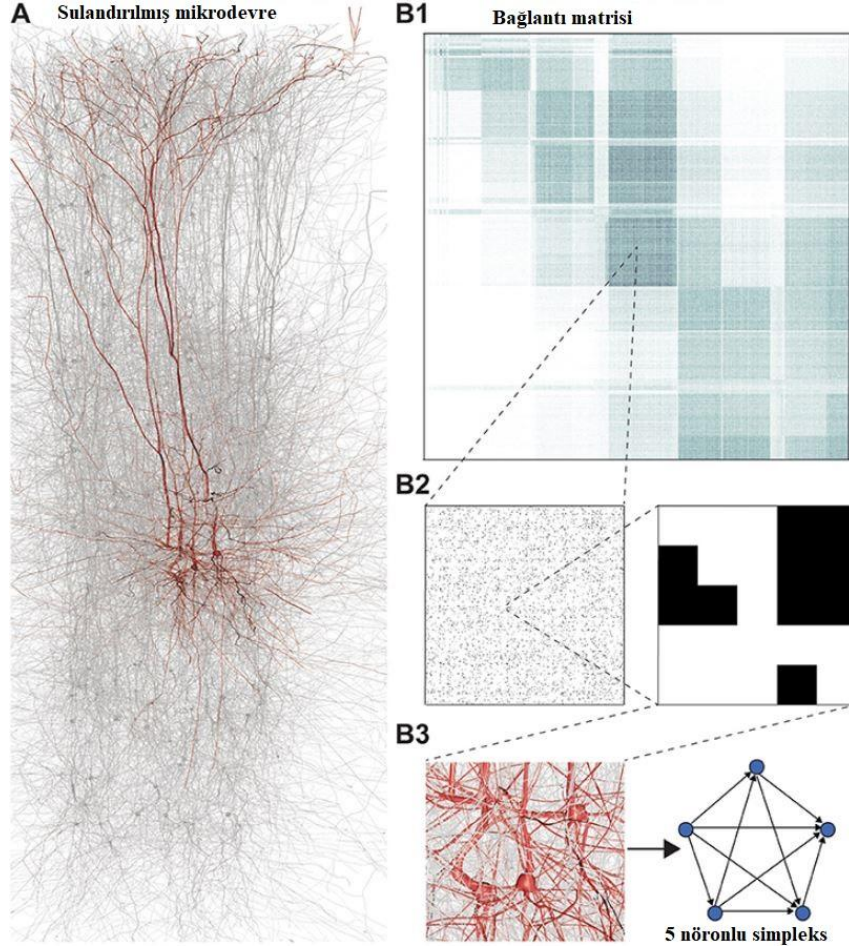 A
Sulandırılmış mikrodevre
B1
Bağlantı matrisi
B2
B3
5 nöronlu simpleks